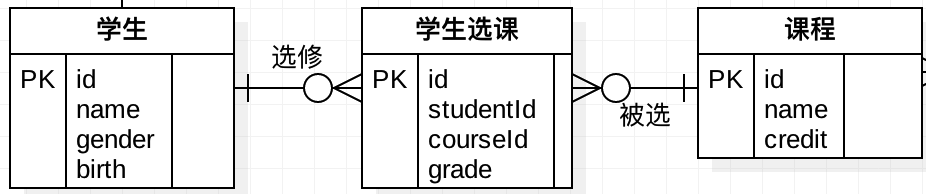 学生
PK
id
name
gender
birth
选修
学生选课
PK
id
studentId
courseId
grade
被选
课程
PK
id
name
credit